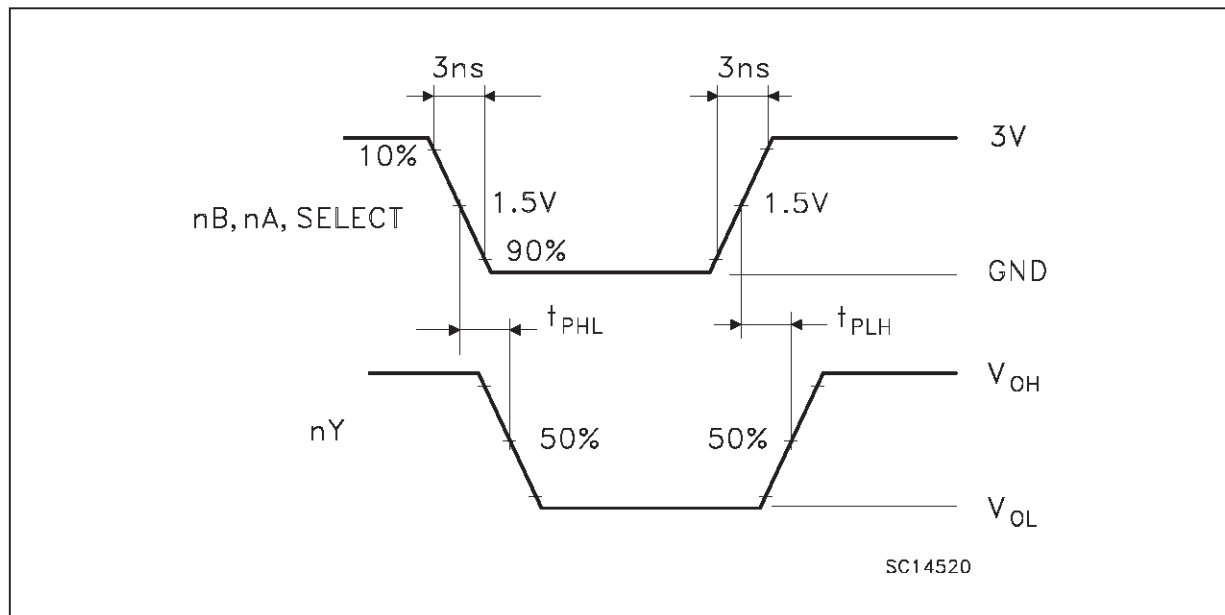 3ns 3ns
3V
10%
nB, nA, SELECT 1.5V 1.5V
90%
GND
tPHL tPLH
VOH
nY 50% 50%
VOL
SC14520